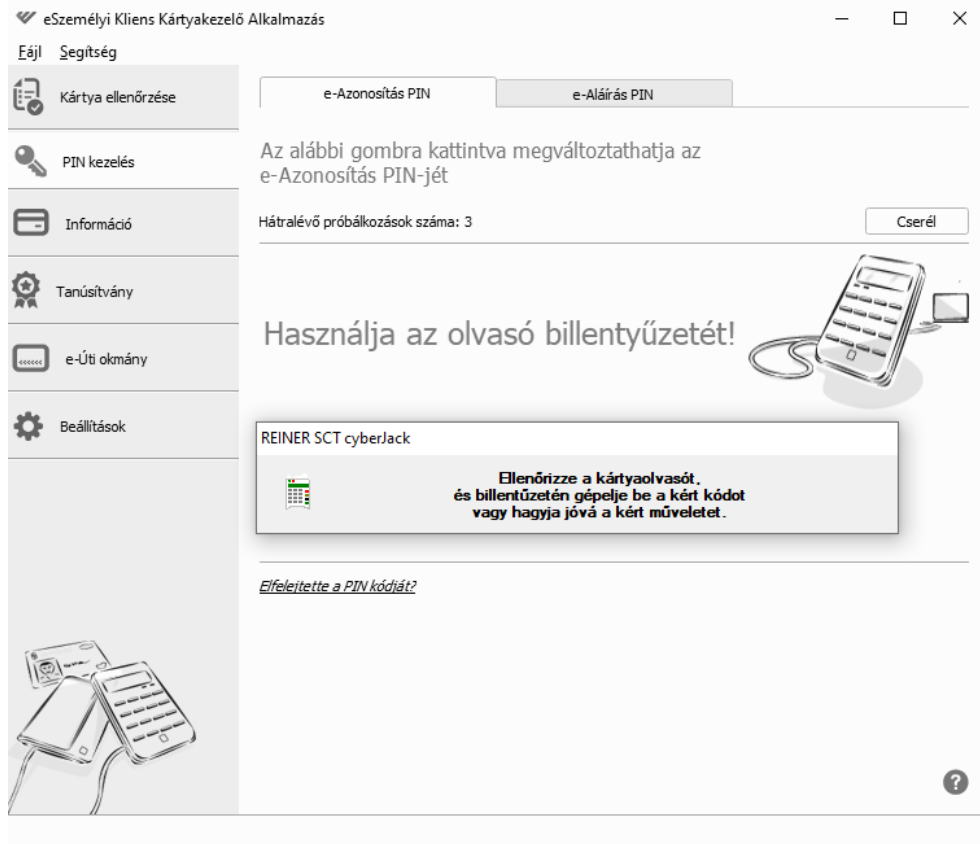 eSzemélyi Kliens Kártyakezelő Alkalmazás
Fájl Segítség
Kártya ellenőrzése
PIN kezelés
Információ
Tanúsítvány
e-Úti okmány
Beállítások
e-Azonosítás PIN
e-Aláírás PIN
Az alábbi gombra kattintva megváltoztathatja az
e-Azonosítás PIN-jét
Hátralévő próbálkozások száma: 3
Cserél
Használja az olvasó billentyűzetét!
REINER SCT cyberJack
Ellenőrizze a kártyaolvasót,
és billentűzetén gépelje be a kért kódot
vagy hagyja jóvá a kért műveletet.
Elfelejtette a PIN kódját?
?